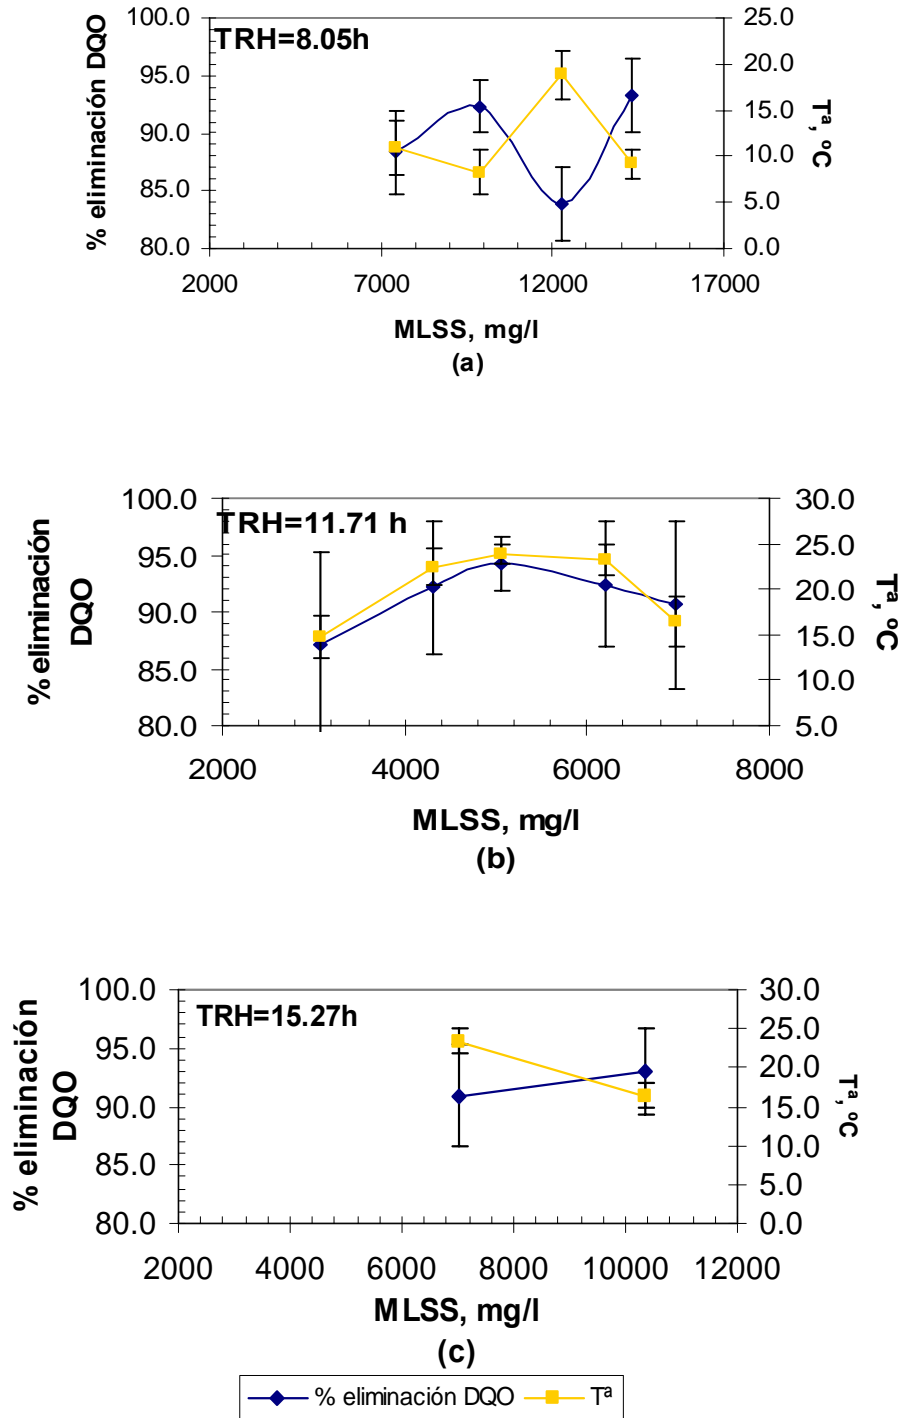 TRH=8.05h
% eliminación DQO
100.0
95.0
90.0
85.0
80.0
25.0
20.0
15.0
10.0
5.0
0.0
Tª, ºC
2000 7000 12000 17000
MLSS, mg/l
(a)
TRH=11.71 h
% eliminación
DQO
100.0
95.0
90.0
85.0
80.0
30.0
25.0
20.0
15.0
10.0
5.0
Tª, ºC
2000 4000 6000 8000
MLSS, mg/l
(b)
TRH=15.27h
% eliminación
DQO
100.0
95.0
90.0
85.0
80.0
30.0
25.0
20.0
15.0
10.0
5.0
0.0
Tª, ºC
2000 4000 6000 8000 10000 12000
MLSS, mg/l
(c)
% eliminación DQO Tª